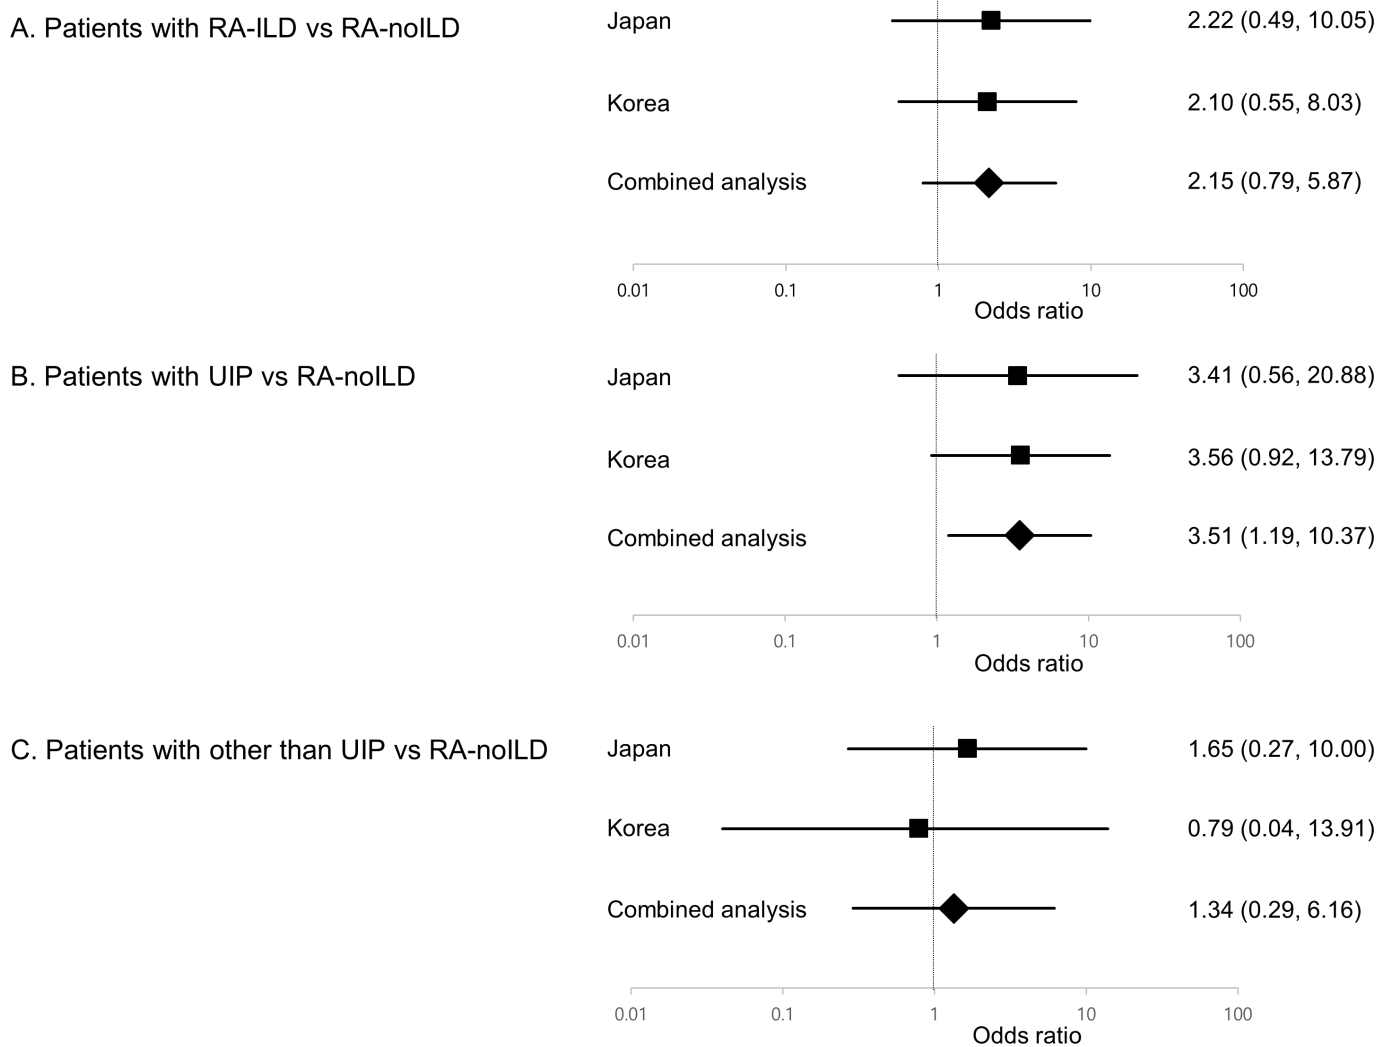 A. Patients with RA-ILD vs RA-noILD
Japan 2.22 (0.49, 10.05)
Korea 2.10 (0.55, 8.03)
Combined analysis 2.15 (0.79, 5.87)
0.01 0.1 1 10 100
Odds ratio
B. Patients with UIP vs RA-noILD
Japan 3.41 (0.56, 20.88)
Korea 3.56 (0.92, 13.79)
Combined analysis 3.51 (1.19, 10.37)
0.01 0.1 1 10 100
Odds ratio
C. Patients with other than UIP vs RA-noILD
Japan 1.65 (0.27, 10.00)
Korea 0.79 (0.04, 13.91)
Combined analysis 1.34 (0.29, 6.16)
0.01 0.1 1 10 100
Odds ratio